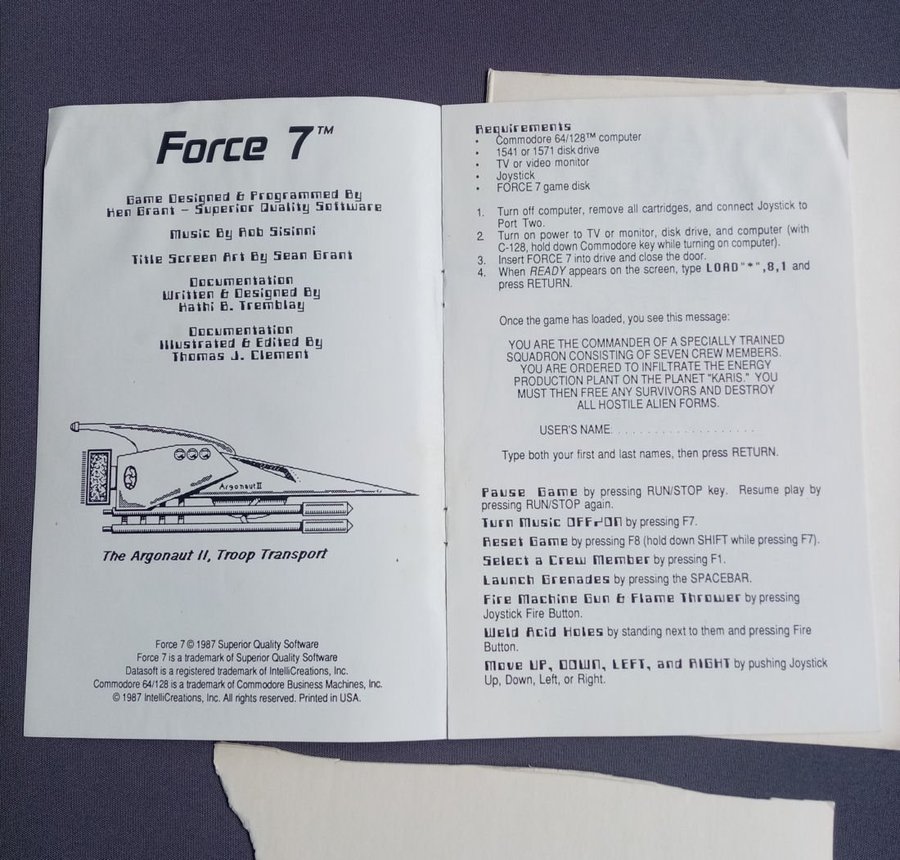 Force 7™
Game Designed & Programmed By
Ken Grant - Superior Quality Software
Music By Rob Sisinni
Title Screen Art By Sean Grant
Documentation
Written & Designed By
Kathi B. Tremblay
Documentation
Illustrated & Edited By
Thomas J. Clement
Argonaut II
The Argonaut II, Troop Transport
Force 7 © 1987 Superior Quality Software
Force 7 is a trademark of Superior Quality Software
Datasoft is a registered trademark of IntelliCreations, Inc.
Commodore 64/128 is a trademark of Commodore Business Machines, Inc.
© 1987 IntelliCreations, Inc. All rights reserved. Printed in USA.
Requirements
• Commodore 64/128™ computer
• 1541 or 1571 disk drive
• TV or video monitor
• Joystick
• FORCE 7 game disk
1. Turn off computer, remove all cartridges, and connect Joystick to
Port Two.
2. Turn on power to TV or monitor, disk drive, and computer (with
C-128, hold down Commodore key while turning on computer).
3. Insert FORCE 7 into drive and close the door.
4. When READY appears on the screen, type LOAD"*",8,1 and
press RETURN.
Once the game has loaded, you see this message:
YOU ARE THE COMMANDER OF A SPECIALLY TRAINED
SQUADRON CONSISTING OF SEVEN CREW MEMBERS.
YOU ARE ORDERED TO INFILTRATE THE ENERGY
PRODUCTION PLANT ON THE PLANET "KARIS." YOU
MUST THEN FREE ANY SURVIVORS AND DESTROY
ALL HOSTILE ALIEN FORMS.
USER'S NAME: . . . . . . . . . . . . . . . . . . . .
Type both your first and last names, then press RETURN.
Pause Game by pressing RUN/STOP key. Resume play by
pressing RUN/STOP again.
Turn Music OFF/ON by pressing F7.
Reset Game by pressing F8 (hold down SHIFT while pressing F7).
Select a Crew Member by pressing F1.
Launch Grenades by pressing the SPACEBAR.
Fire Machine Gun & Flame Thrower by pressing
Joystick Fire Button.
Weld Acid Holes by standing next to them and pressing Fire
Button.
Move UP, DOWN, LEFT, and RIGHT by pushing Joystick
Up, Down, Left, or Right.